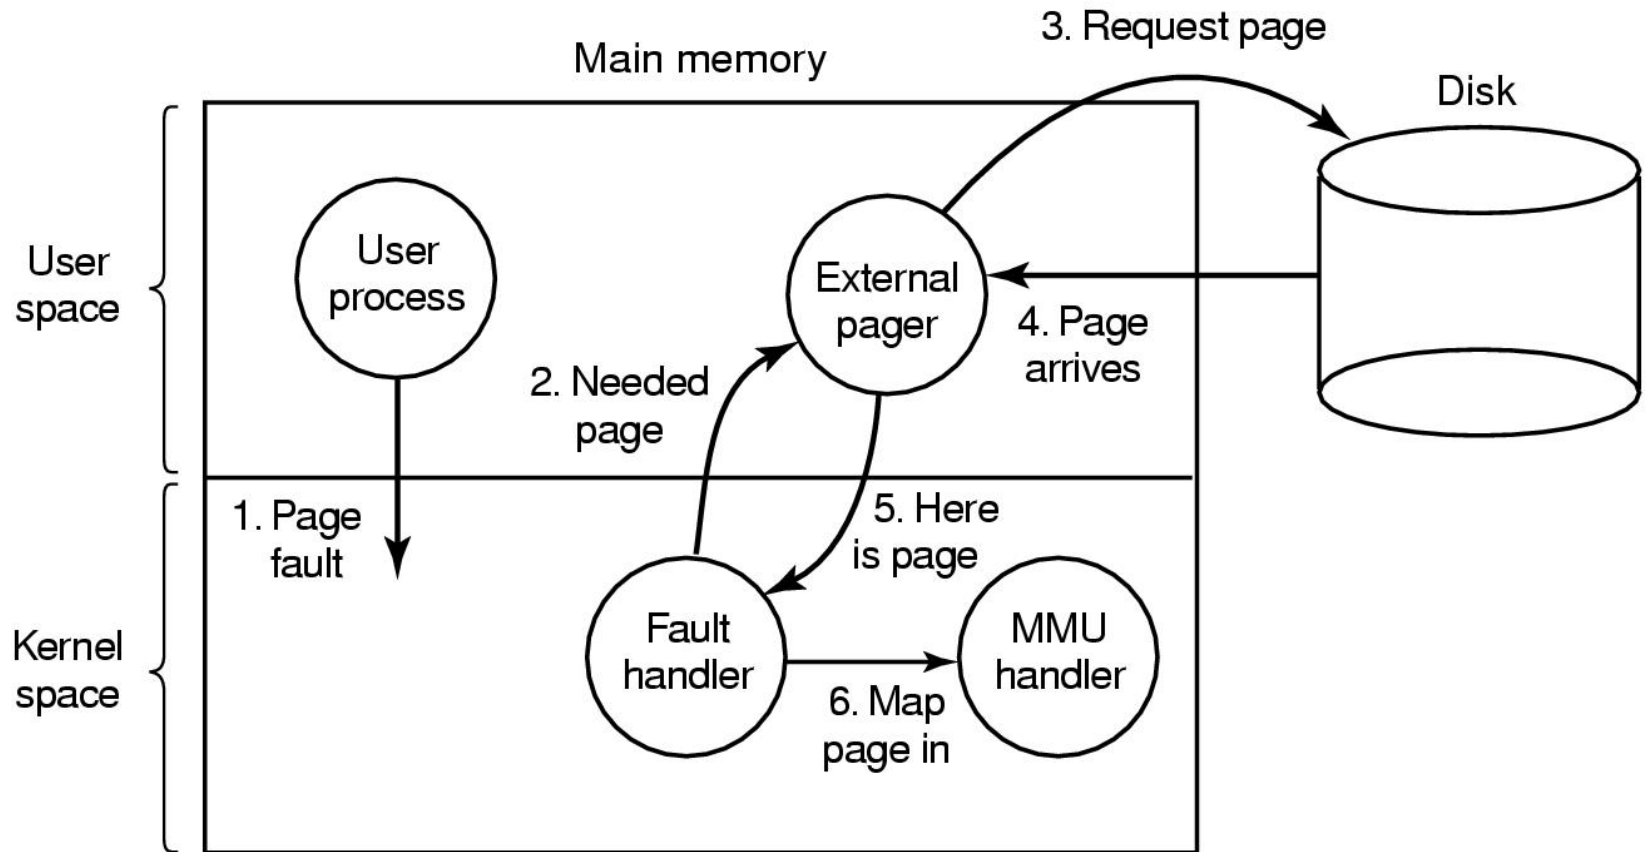 3. Request page
Main memory
Disk
User
space
User
process
External
pager
4. Page
arrives
2. Needed
page
1. Page
fault
5. Here
is page
Kernel
space
Fault
handler
MMU
handler
6. Map
page in